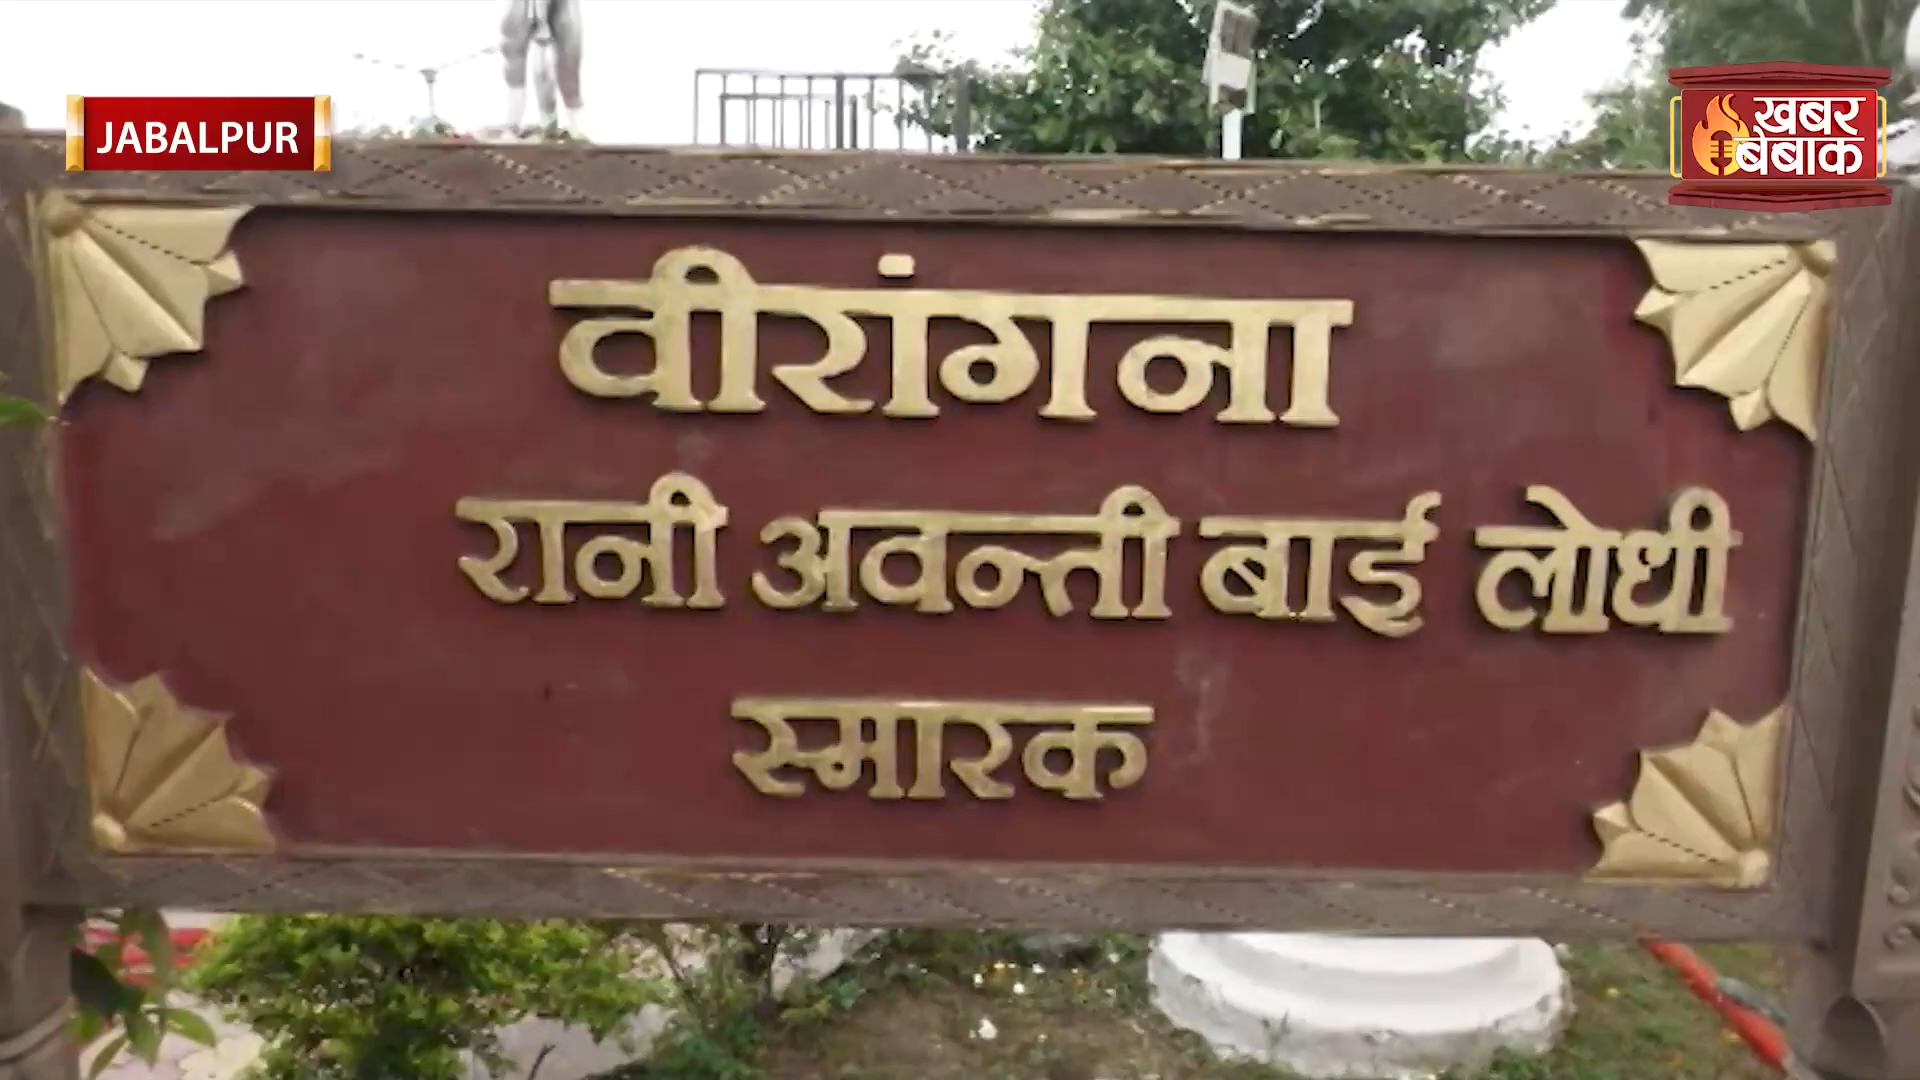 JABALPUR
खबर
बेबाक
वीरांगना
रानी अवन्ती बाई लोधी
स्मारक